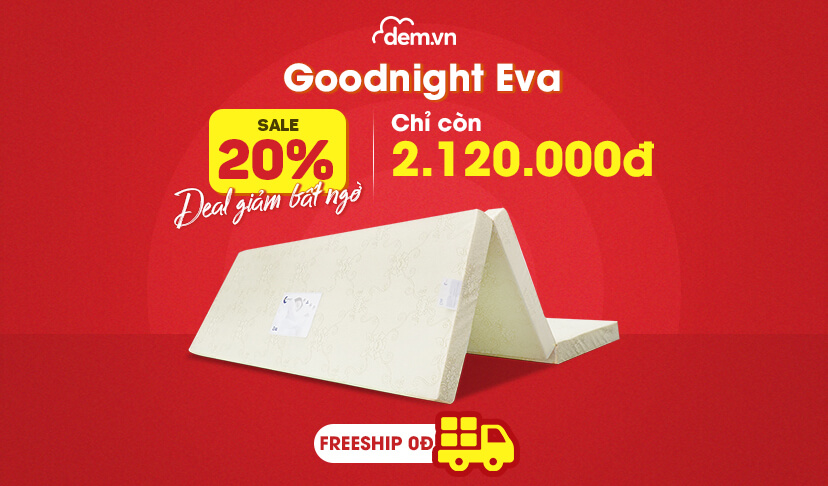 dem.vn
Goodnight Eva
SALE
20%
Deal giảm bất ngờ
Chỉ còn
2.120.000đ
FREESHIP 0Đ